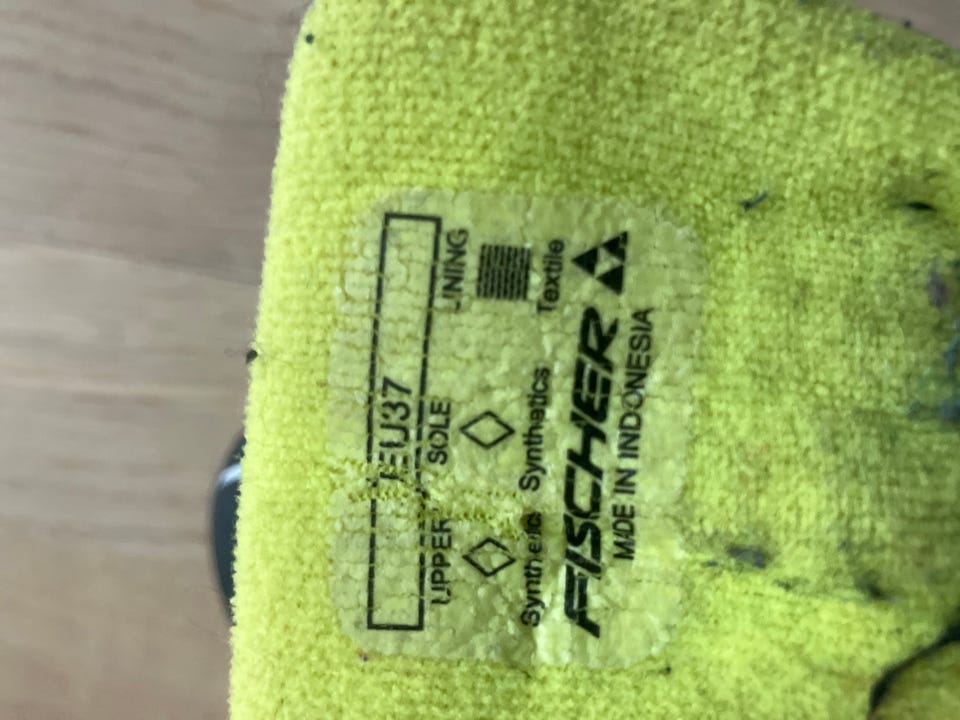 EU37
UPPER SOLE LINING
Synthetics Synthetics Textile
FISCHER
MADE IN INDONESIA